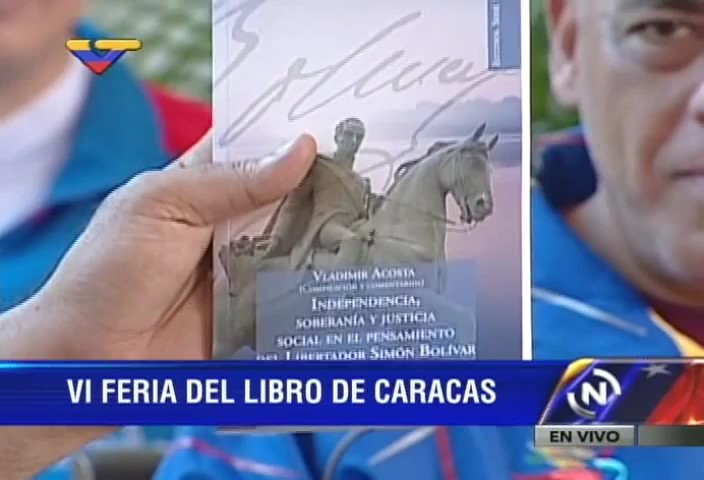 Bolívar
VLADIMIR ACOSTA
(COMPILACIÓN Y COMENTARIOS)
INDEPENDENCIA,
SOBERANÍA Y JUSTICIA
SOCIAL EN EL PENSAMIENTO
DEL LIBERTADOR SIMÓN BOLÍVAR
VI FERIA DEL LIBRO DE CARACAS
N
EN VIVO